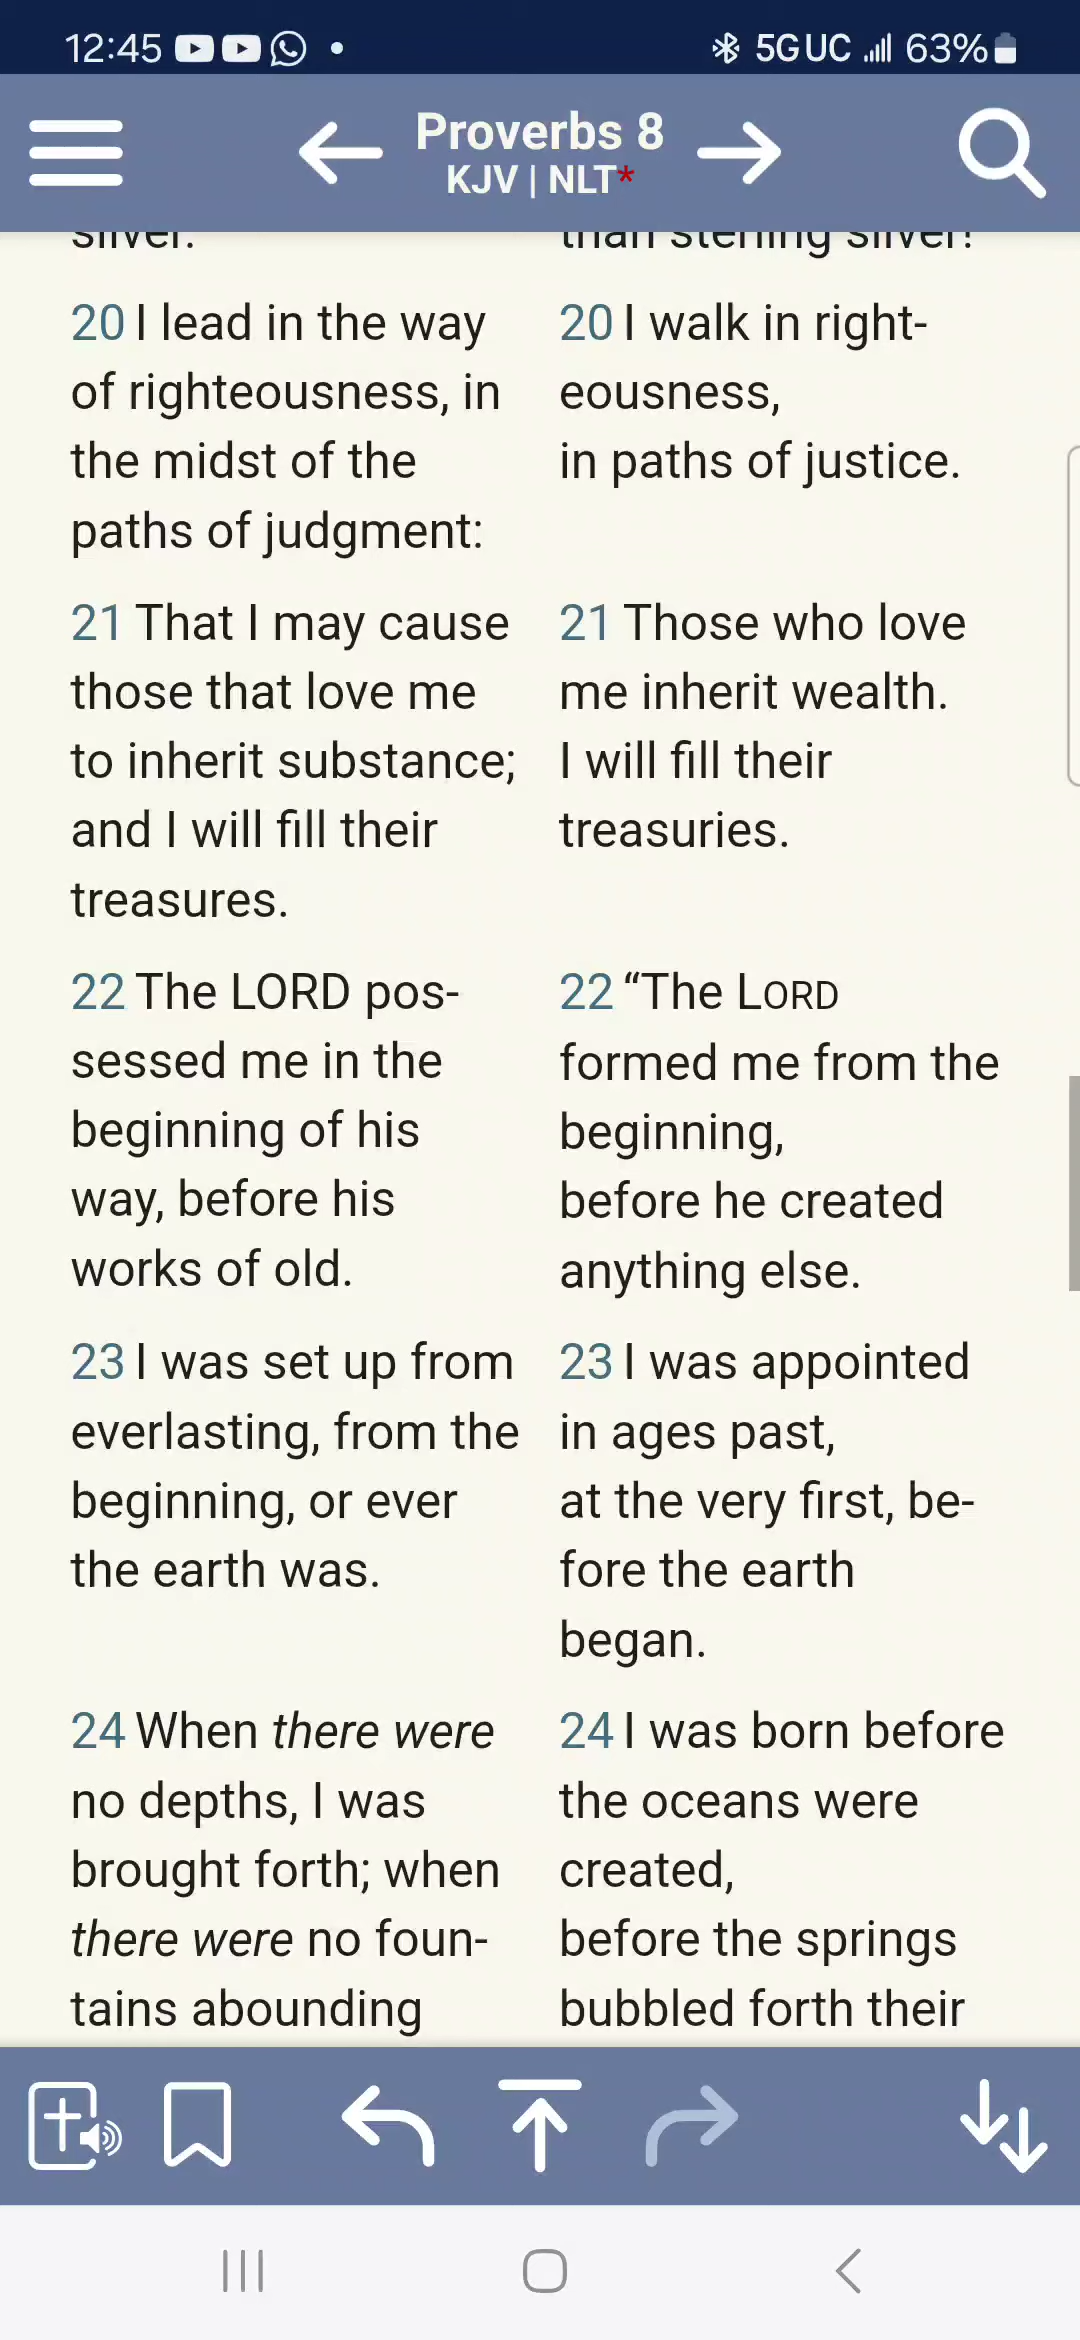 12:45
5G UC 63%
Proverbs 8
KJV | NLT*
silver.
20 I lead in the way
of righteousness, in
the midst of the
paths of judgment:
21 That I may cause
those that love me
to inherit substance;
and I will fill their
treasures.
22 The LORD pos-
sessed me in the
beginning of his
way, before his
works of old.
23 I was set up from
everlasting, from the
beginning, or ever
the earth was.
24 When there were
no depths, I was
brought forth; when
there were no foun-
tains abounding
than sterling silver!
20 I walk in right-
eousness,
in paths of justice.
21 Those who love
me inherit wealth.
I will fill their
treasuries.
22 “The LORD
formed me from the
beginning,
before he created
anything else.
23 I was appointed
in ages past,
at the very first, be-
fore the earth
began.
24 I was born before
the oceans were
created,
before the springs
bubbled forth their